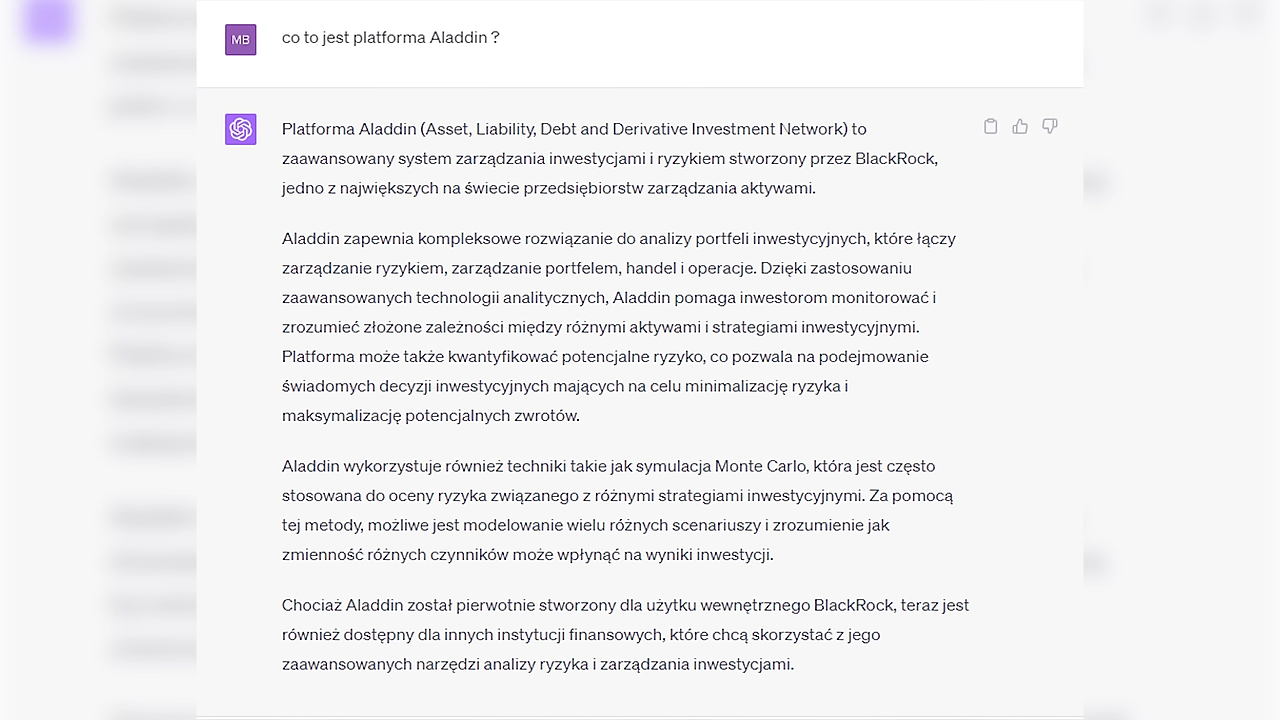 MB
co to jest platforma Aladdin ?
Platforma Aladdin (Asset, Liability, Debt and Derivative Investment Network) to
zaawansowany system zarządzania inwestycjami i ryzykiem stworzony przez BlackRock,
jedno z największych na świecie przedsiębiorstw zarządzania aktywami.
Aladdin zapewnia kompleksowe rozwiązanie do analizy portfeli inwestycyjnych, które łączy
zarządzanie ryzykiem, zarządzanie portfelem, handel i operacje. Dzięki zastosowaniu
zaawansowanych technologii analitycznych, Aladdin pomaga inwestorom monitorować i
zrozumieć złożone zależności między różnymi aktywami i strategiami inwestycyjnymi.
Platforma może także kwantyfikować potencjalne ryzyko, co pozwala na podejmowanie
świadomych decyzji inwestycyjnych mających na celu minimalizację ryzyka i
maksymalizację potencjalnych zwrotów.
Aladdin wykorzystuje również techniki takie jak symulacja Monte Carlo, która jest często
stosowana do oceny ryzyka związanego z różnymi strategiami inwestycyjnymi. Za pomocą
tej metody, możliwe jest modelowanie wielu różnych scenariuszy i zrozumienie jak
zmienność różnych czynników może wpłynąć na wyniki inwestycji.
Chociaż Aladdin został pierwotnie stworzony dla użytku wewnętrznego BlackRock, teraz jest
również dostępny dla innych instytucji finansowych, które chcą skorzystać z jego
zaawansowanych narzędzi analizy ryzyka i zarządzania inwestycjami.